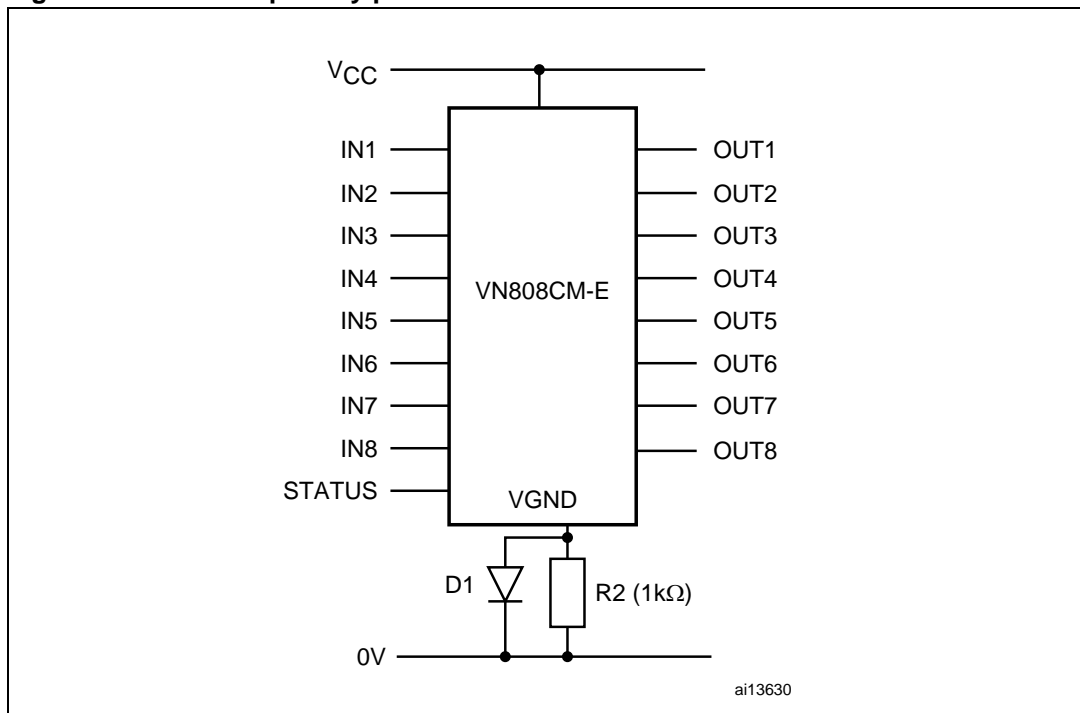 VCC
IN1 OUT1
IN2 OUT2
IN3 OUT3
IN4 OUT4
VN808CM-E
IN5 OUT5
IN6 OUT6
IN7 OUT7
IN8 OUT8
STATUS
VGND
D1
R2 (1kΩ)
0V
ai13630